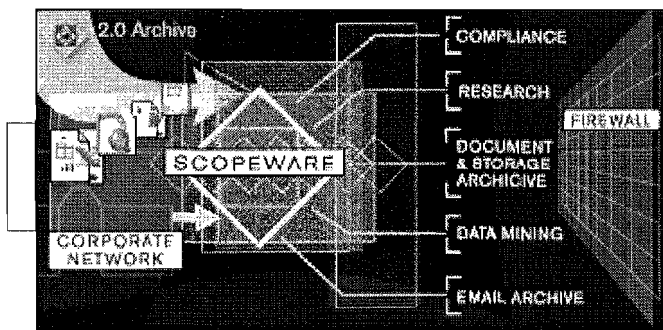 2.0 Archive
COMPLIANCE
RESEARCH
FIREWALL
SCOPEWARE
DOCUMENT
& STORAGE
ARCHICIVE
CORPORATE
NETWORK
DATA MINING
EMAIL ARCHIVE